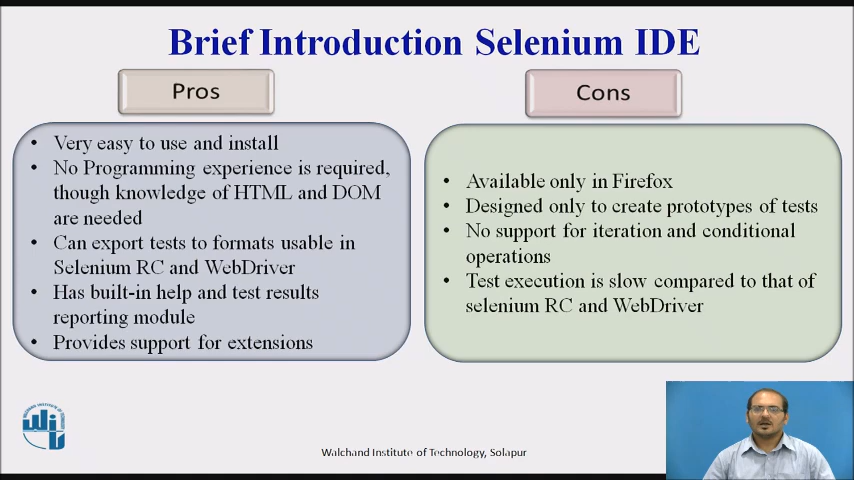 Brief Introduction Selenium IDE
Pros
• Very easy to use and install
• No Programming experience is required,
though knowledge of HTML and DOM
are needed
• Can export tests to formats usable in
Selenium RC and WebDriver
• Has built-in help and test results
reporting module
• Provides support for extensions
Cons
• Available only in Firefox
• Designed only to create prototypes of tests
• No support for iteration and conditional
operations
• Test execution is slow compared to that of
selenium RC and WebDriver
Walchand Institute of Technology, Solapur